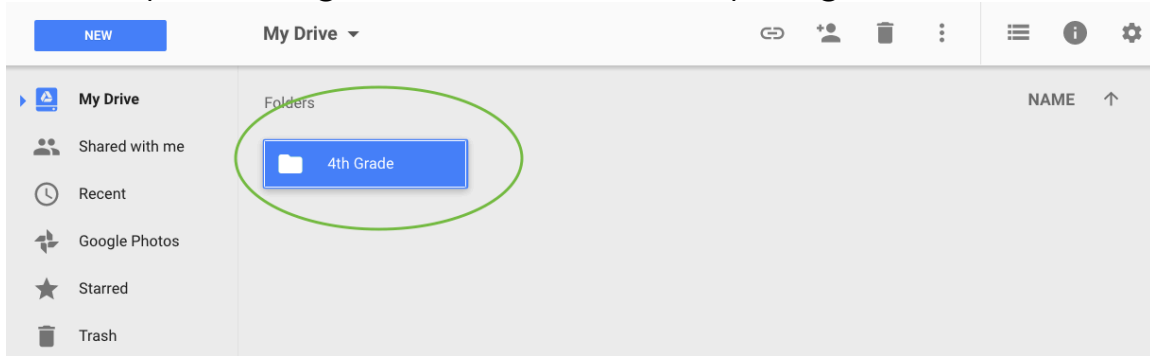 NEW
My Drive
My Drive
Folders
NAME
Shared with me
4th Grade
Recent
Google Photos
Starred
Trash